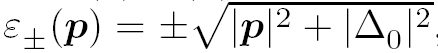 ε±(p) = ±√|p|² + |Δ₀|².